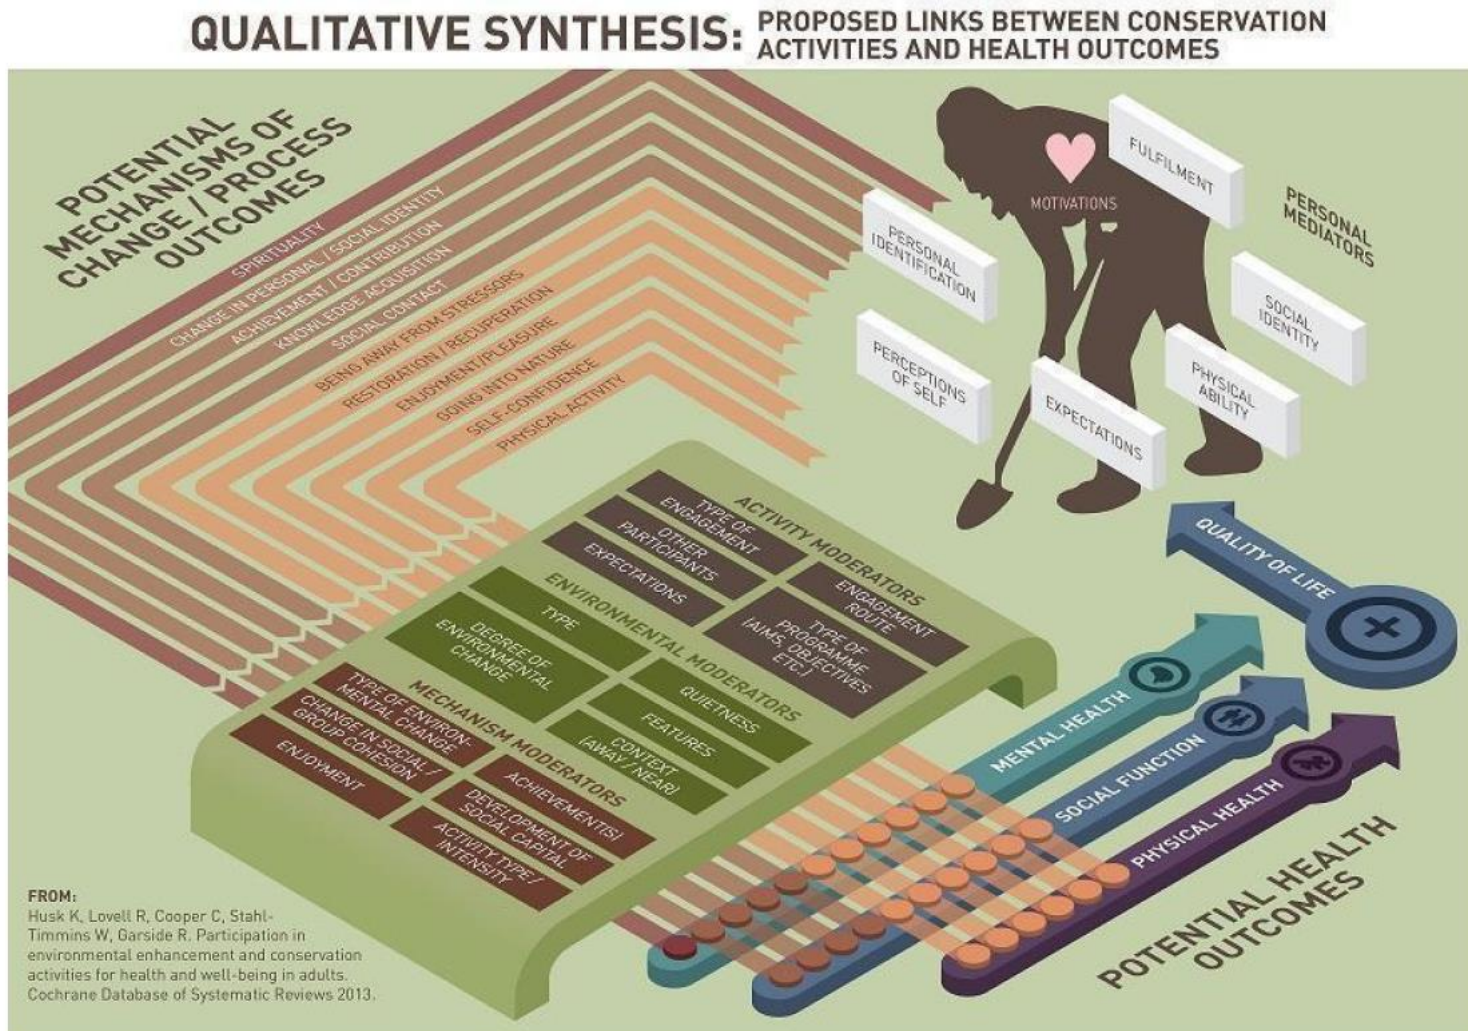 QUALITATIVE SYNTHESIS:
PROPOSED LINKS BETWEEN CONSERVATION
ACTIVITIES AND HEALTH OUTCOMES
POTENTIAL
MECHANISMS OF
CHANGE / PROCESS
OUTCOMES
SPIRITUALITY
CHANGE IN PERSONAL / SOCIAL IDENTITY
ACHIEVEMENT / CONTRIBUTION
KNOWLEDGE ACQUSITION
SOCIAL CONTACT
BEING AWAY FROM STRESSORS
RESTORATION / RECUPERATION
ENJOYMENT/PLEASURE
GOING INTO NATURE
SELF-CONFIDENCE
PHYSICAL ACTIVITY
MOTIVATIONS
FULFILMENT
PERSONAL
MEDIATORS
PERSONAL
IDENTIFICATION
SOCIAL
IDENTITY
PERCEPTIONS
OF SELF
EXPECTATIONS
PHYSICAL
ABILITY
ACTIVITY MODERATORS
TYPE OF
ENGAGEMENT
OTHER
PARTICIPANTS
EXPECTATIONS
ENGAGEMENT
ROUTE
TYPE OF
PROGRAMME
(AIMS, OBJECTIVES
ETC.)
ENVIRONMENTAL MODERATORS
TYPE
DEGREE OF
ENVIRONMENTAL
CHANGE
QUIETNESS
FEATURES
CONTEXT
(AWAY / NEAR)
MECHANISM MODERATORS
TYPE OF ENVIRON-
MENTAL CHANGE
CHANGE IN SOCIAL /
GROUP COHESION
ENJOYMENT
ACHIEVEMENT(S)
DEVELOPMENT OF
SOCIAL CAPITAL
ACTIVITY TYPE /
INTENSITY
QUALITY OF LIFE
MENTAL HEALTH
SOCIAL FUNCTION
PHYSICAL HEALTH
POTENTIAL HEALTH
OUTCOMES
FROM:
Husk K, Lovell R, Cooper C, Stahl-
Timmins W, Garside R. Participation in
environmental enhancement and conservation
activities for health and well-being in adults.
Cochrane Database of Systematic Reviews 2013.